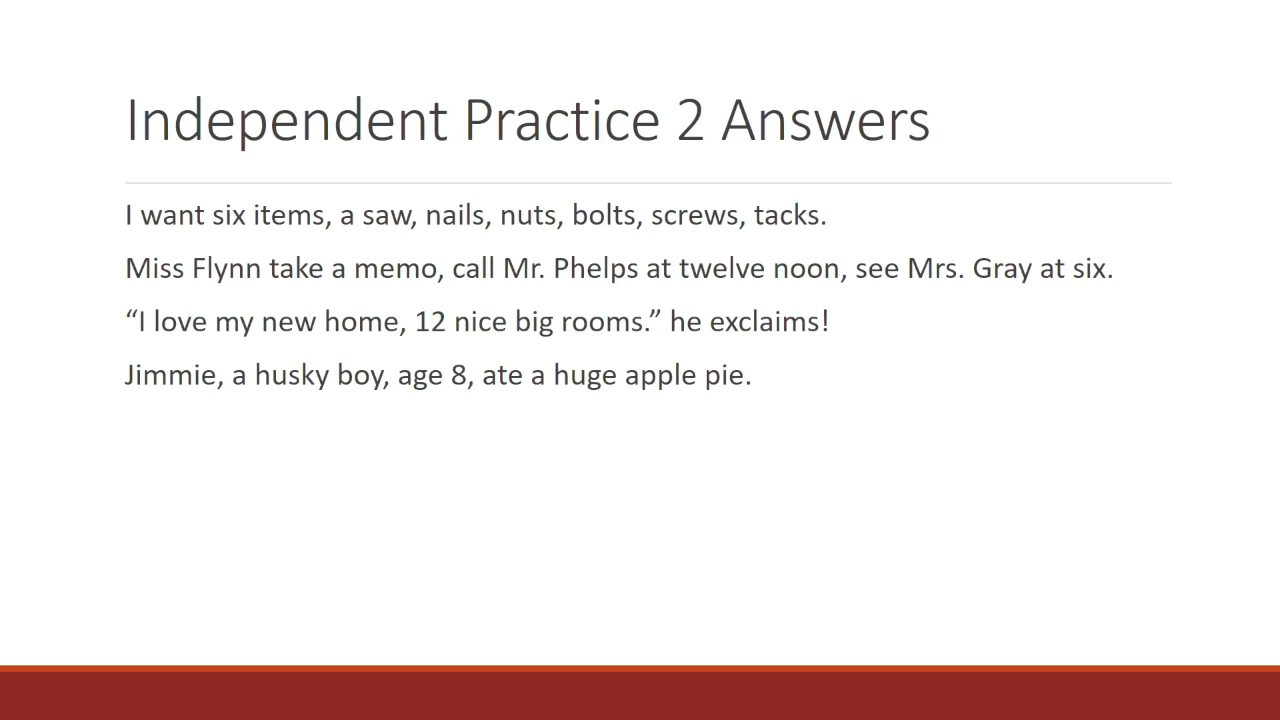 Independent Practice 2 Answers
I want six items, a saw, nails, nuts, bolts, screws, tacks.
Miss Flynn take a memo, call Mr. Phelps at twelve noon, see Mrs. Gray at six.
“I love my new home, 12 nice big rooms.” he exclaims!
Jimmie, a husky boy, age 8, ate a huge apple pie.